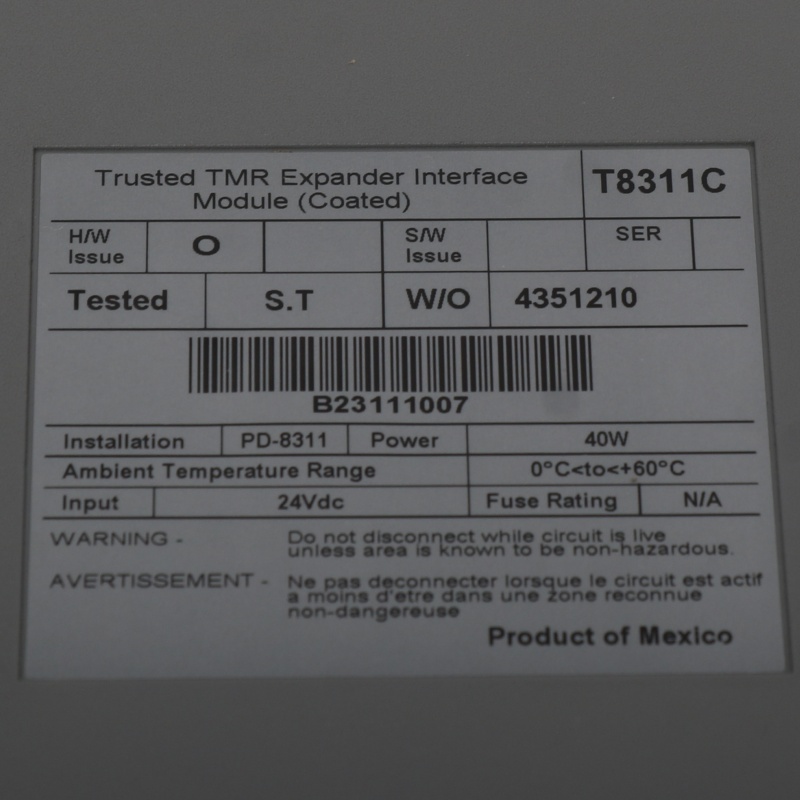 Trusted TMR Expander Interface
Module (Coated)
T8311C
H/W
Issue
O
S/W
Issue
SER
Tested
S.T
W/O
4351210
B23111007
Installation
PD-8311
Power
40W
Ambient Temperature Range
0°C<to<+60°C
Input
24Vdc
Fuse Rating
N/A
WARNING -
Do not disconnect while circuit is live
unless area is known to be non-hazardous.
AVERTISSEMENT -
Ne pas deconnecter lorsque le circuit est actif
a moins d'etre dans une zone reconnue
non-dangereuse
Product of Mexico